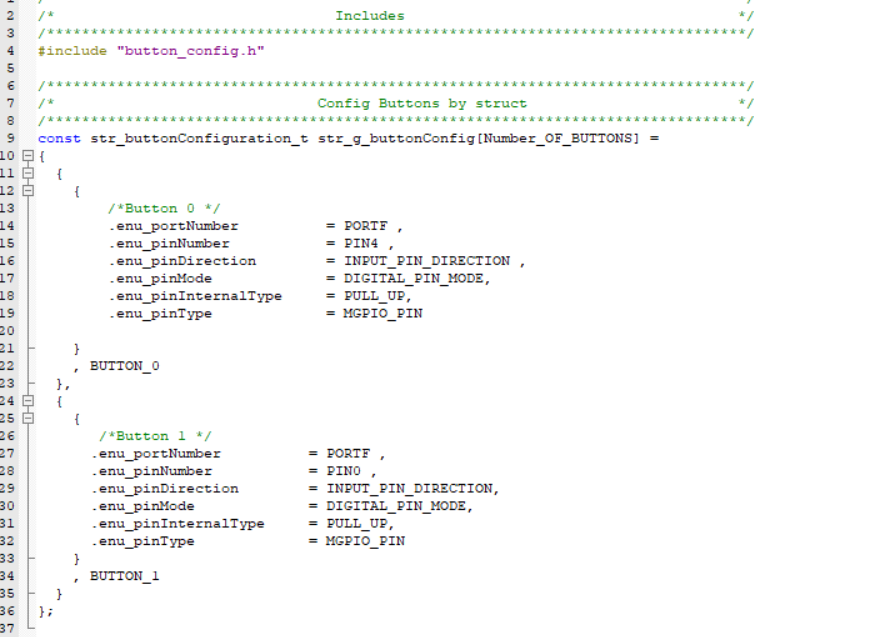 2 /* Includes */
3 /******************************************************************************/
4 #include "button_config.h"
5
6 /******************************************************************************/
7 /* Config Buttons by struct */
8 /******************************************************************************/
9 const str_buttonConfiguration_t str_g_buttonConfig[Number_OF_BUTTONS] =
10 {
11 {
12 {
13 /*Button 0 */
14 .enu_portNumber = PORTF ,
15 .enu_pinNumber = PIN4 ,
16 .enu_pinDirection = INPUT_PIN_DIRECTION ,
17 .enu_pinMode = DIGITAL_PIN_MODE,
18 .enu_pinInternalType = PULL_UP,
19 .enu_pinType = MGPIO_PIN
20
21 }
22 , BUTTON_0
23 },
24 {
25 {
26 /*Button 1 */
27 .enu_portNumber = PORTF ,
28 .enu_pinNumber = PIN0 ,
29 .enu_pinDirection = INPUT_PIN_DIRECTION,
30 .enu_pinMode = DIGITAL_PIN_MODE,
31 .enu_pinInternalType = PULL_UP,
32 .enu_pinType = MGPIO_PIN
33 }
34 , BUTTON_1
35 }
36 };
37